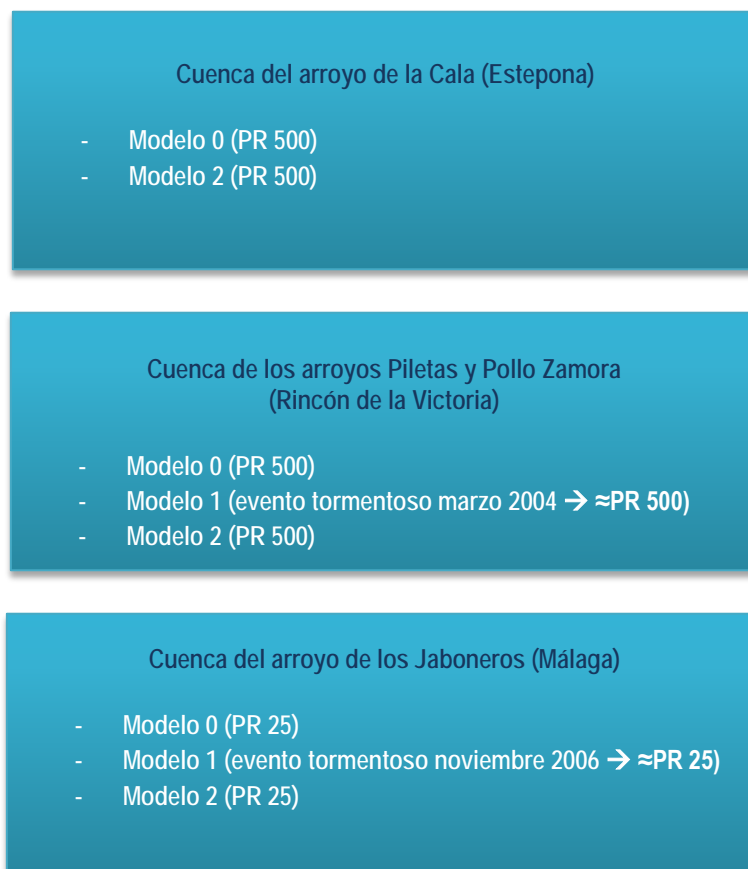 Cuenca del arroyo de la Cala (Estepona)
- Modelo 0 (PR 500)
- Modelo 2 (PR 500)
Cuenca de los arroyos Piletas y Pollo Zamora
(Rincón de la Victoria)
- Modelo 0 (PR 500)
- Modelo 1 (evento tormentoso marzo 2004 → ≈PR 500)
- Modelo 2 (PR 500)
Cuenca del arroyo de los Jaboneros (Málaga)
- Modelo 0 (PR 25)
- Modelo 1 (evento tormentoso noviembre 2006 → ≈PR 25)
- Modelo 2 (PR 25)